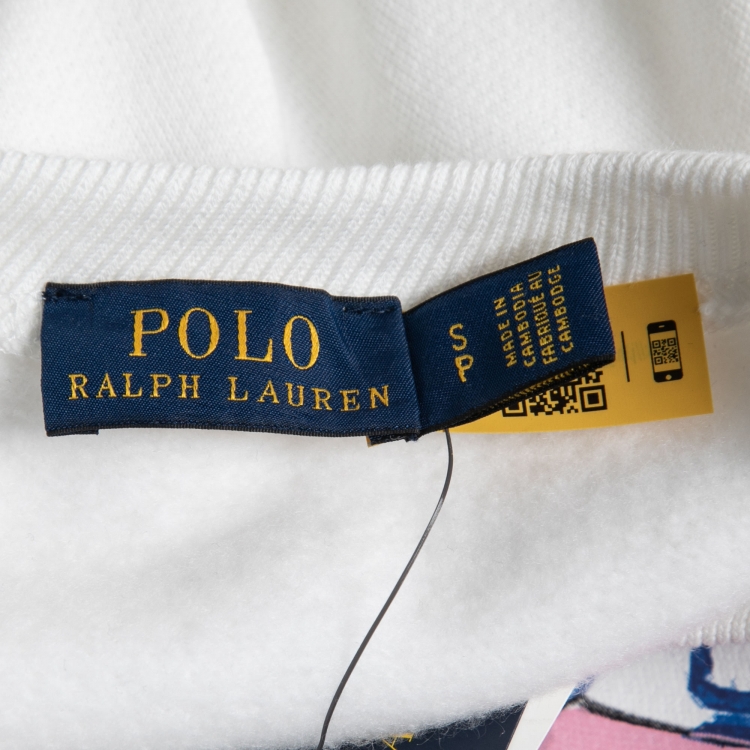 POLO
RALPH LAUREN
S
P
MADE IN
CAMBODIA
FABRIQUÉ AU
CAMBODGE